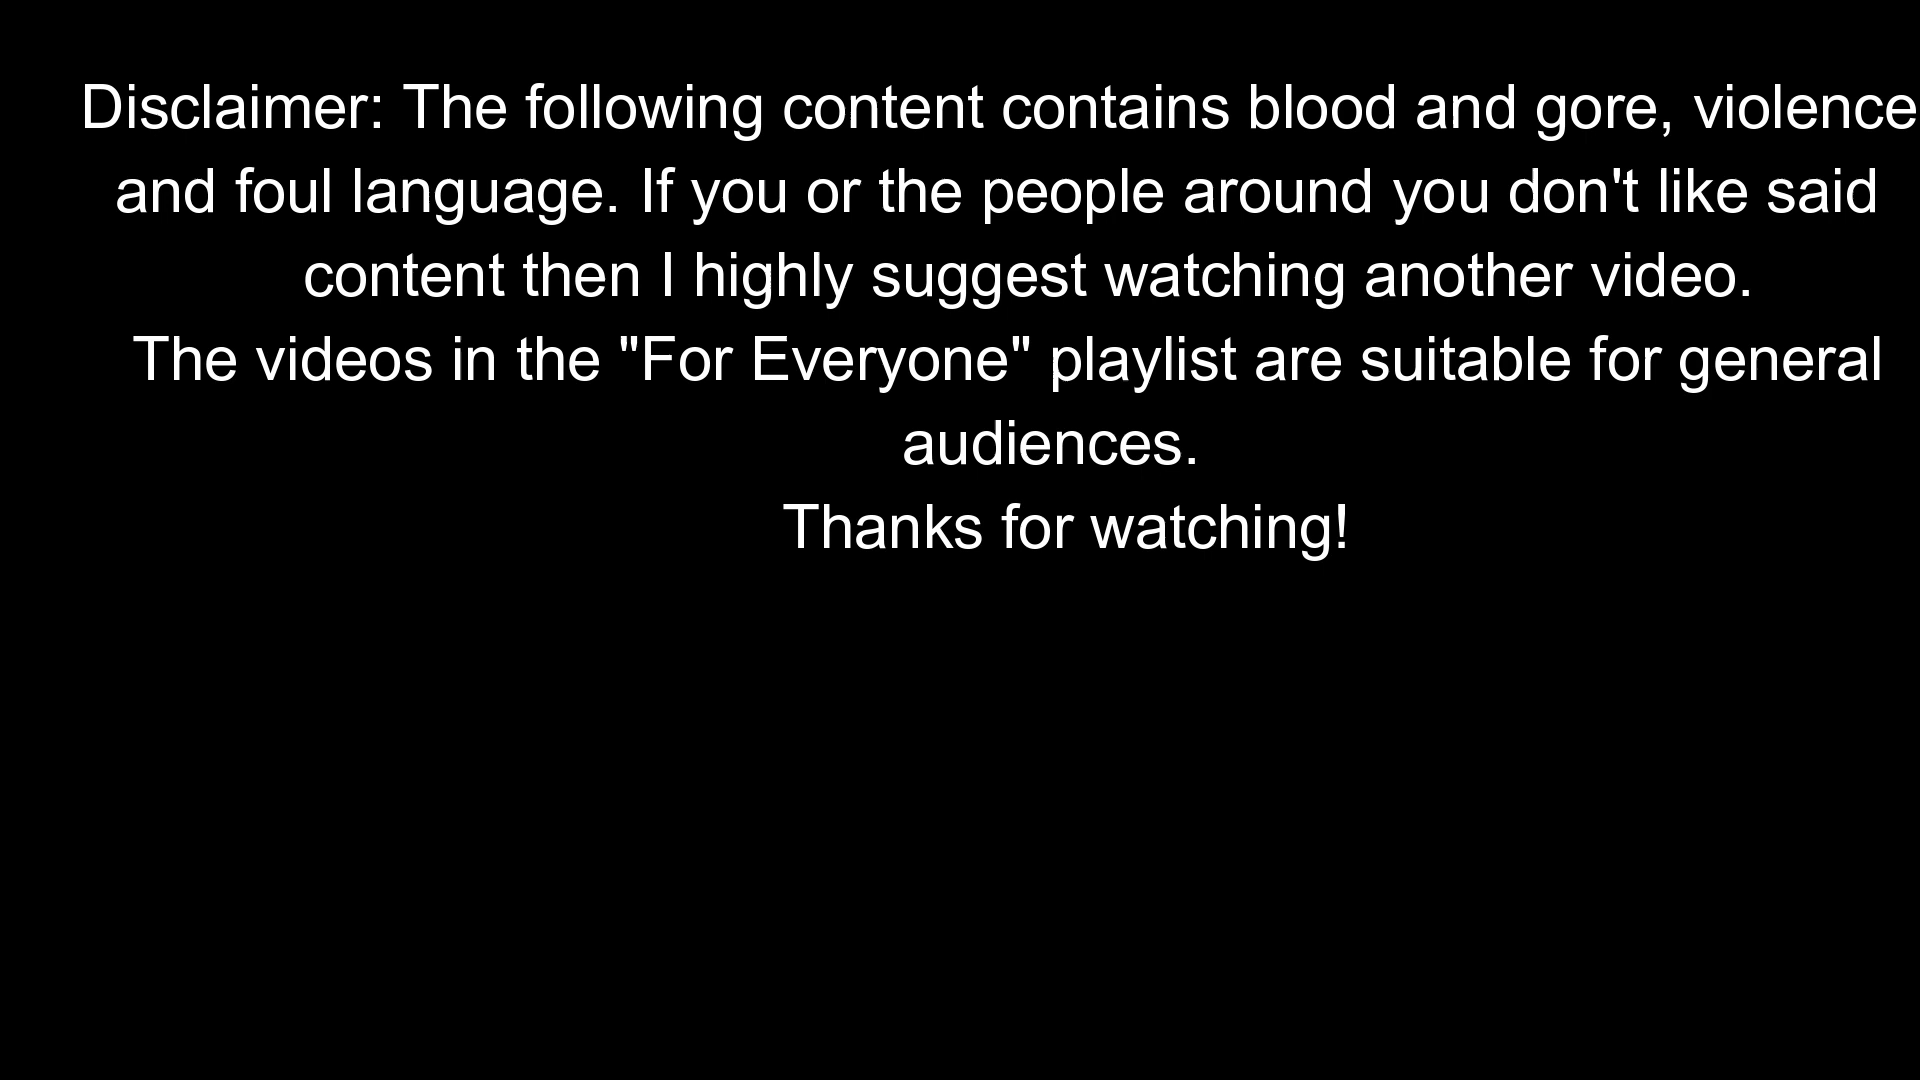 Disclaimer: The following content contains blood and gore, violence
and foul language. If you or the people around you don't like said
content then I highly suggest watching another video.
The videos in the "For Everyone" playlist are suitable for general
audiences.
Thanks for watching!